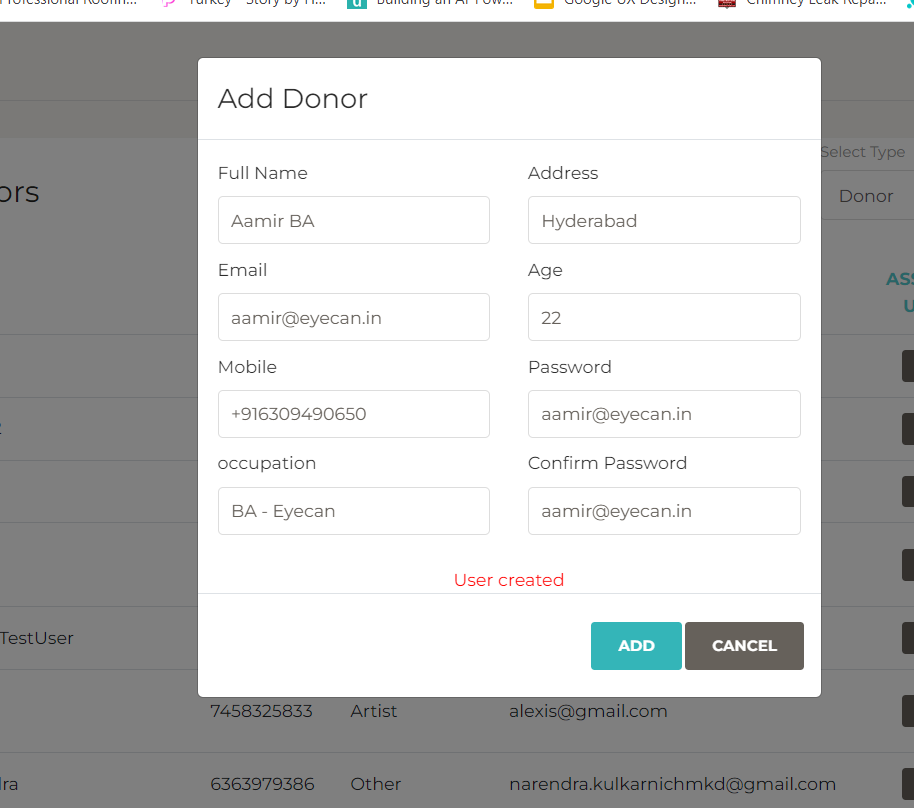 Turkey - Story by H...
Building an AI Pow...
Google UX Design...
Chimney Leak Repa...
Add Donor
Full Name
Address
Aamir BA
Hyderabad
Email
Age
aamir@eyecan.in
22
Mobile
Password
+916309490650
aamir@eyecan.in
occupation
Confirm Password
BA - Eyecan
aamir@eyecan.in
User created
ADD
CANCEL
ors
Select Type
Donor
ASS
U
TestUser
7458325833 Artist alexis@gmail.com
dra 6363979386 Other narendra.kulkarnichmkd@gmail.com